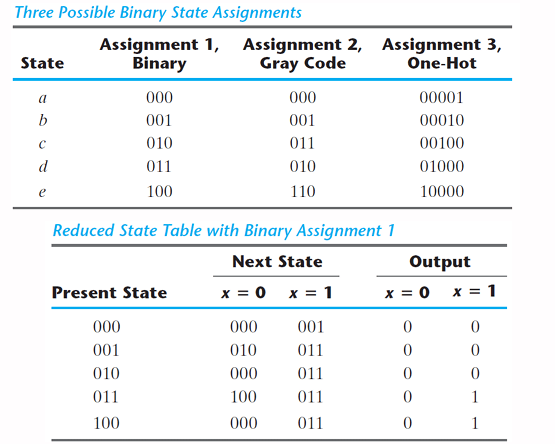 Three Possible Binary State Assignments
Assignment 1, Assignment 2, Assignment 3,
State Binary Gray Code One-Hot
a 000 000 00001
b 001 001 00010
c 010 011 00100
d 011 010 01000
e 100 110 10000
Reduced State Table with Binary Assignment 1
Next State Output
Present State x = 0 x = 1 x = 0 x = 1
000 000 001 0 0
001 010 011 0 0
010 000 011 0 0
011 100 011 0 1
100 000 011 0 1